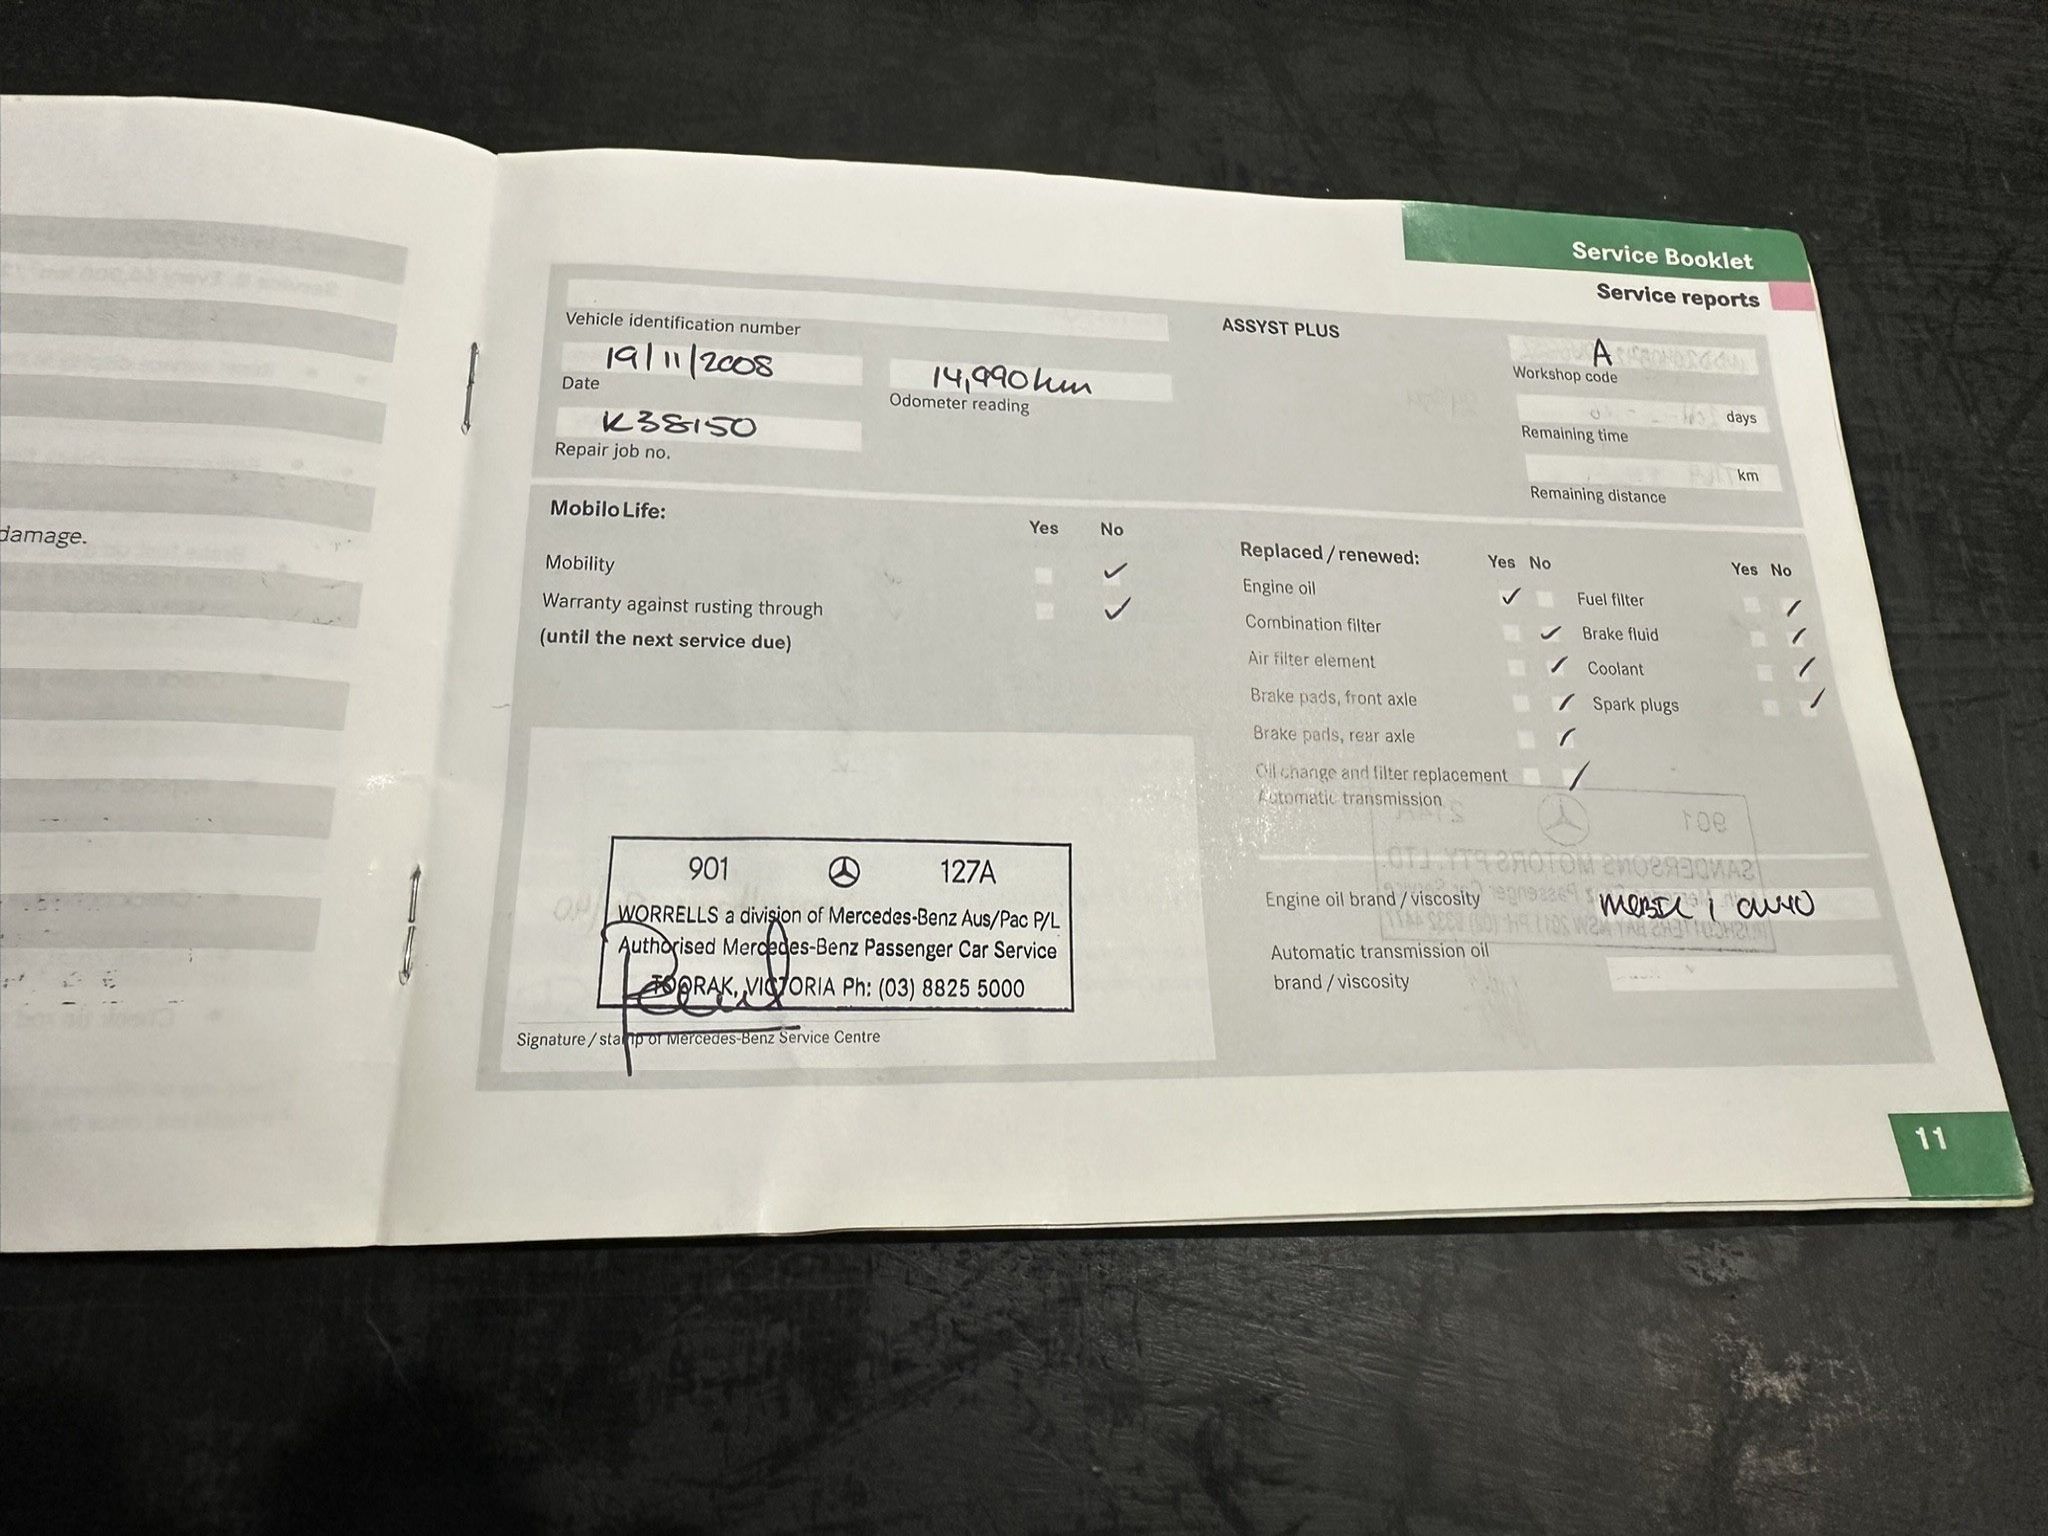 damage.
Service Booklet
Service reports
Vehicle identification number
19/11/2008
Date
14,990 km
Odometer reading
K38150
Repair job no.
ASSYST PLUS
A
Workshop code
days
Remaining time
km
Remaining distance
Mobilo Life:
Yes No
Mobility
Warranty against rusting through
(until the next service due)
Replaced / renewed:
Yes No
Yes No
Engine oil
Fuel filter
Combination filter
Brake fluid
Air filter element
Coolant
Brake pads, front axle
Spark plugs
Brake pads, rear axle
Oil change and filter replacement
Automatic transmission
901 127A
WORRELLS a division of Mercedes-Benz Aus/Pac P/L
Authorised Mercedes-Benz Passenger Car Service
TOORAK, VICTORIA Ph: (03) 8825 5000
Signature / stamp of Mercedes-Benz Service Centre
Engine oil brand / viscosity
Automatic transmission oil
brand / viscosity
11